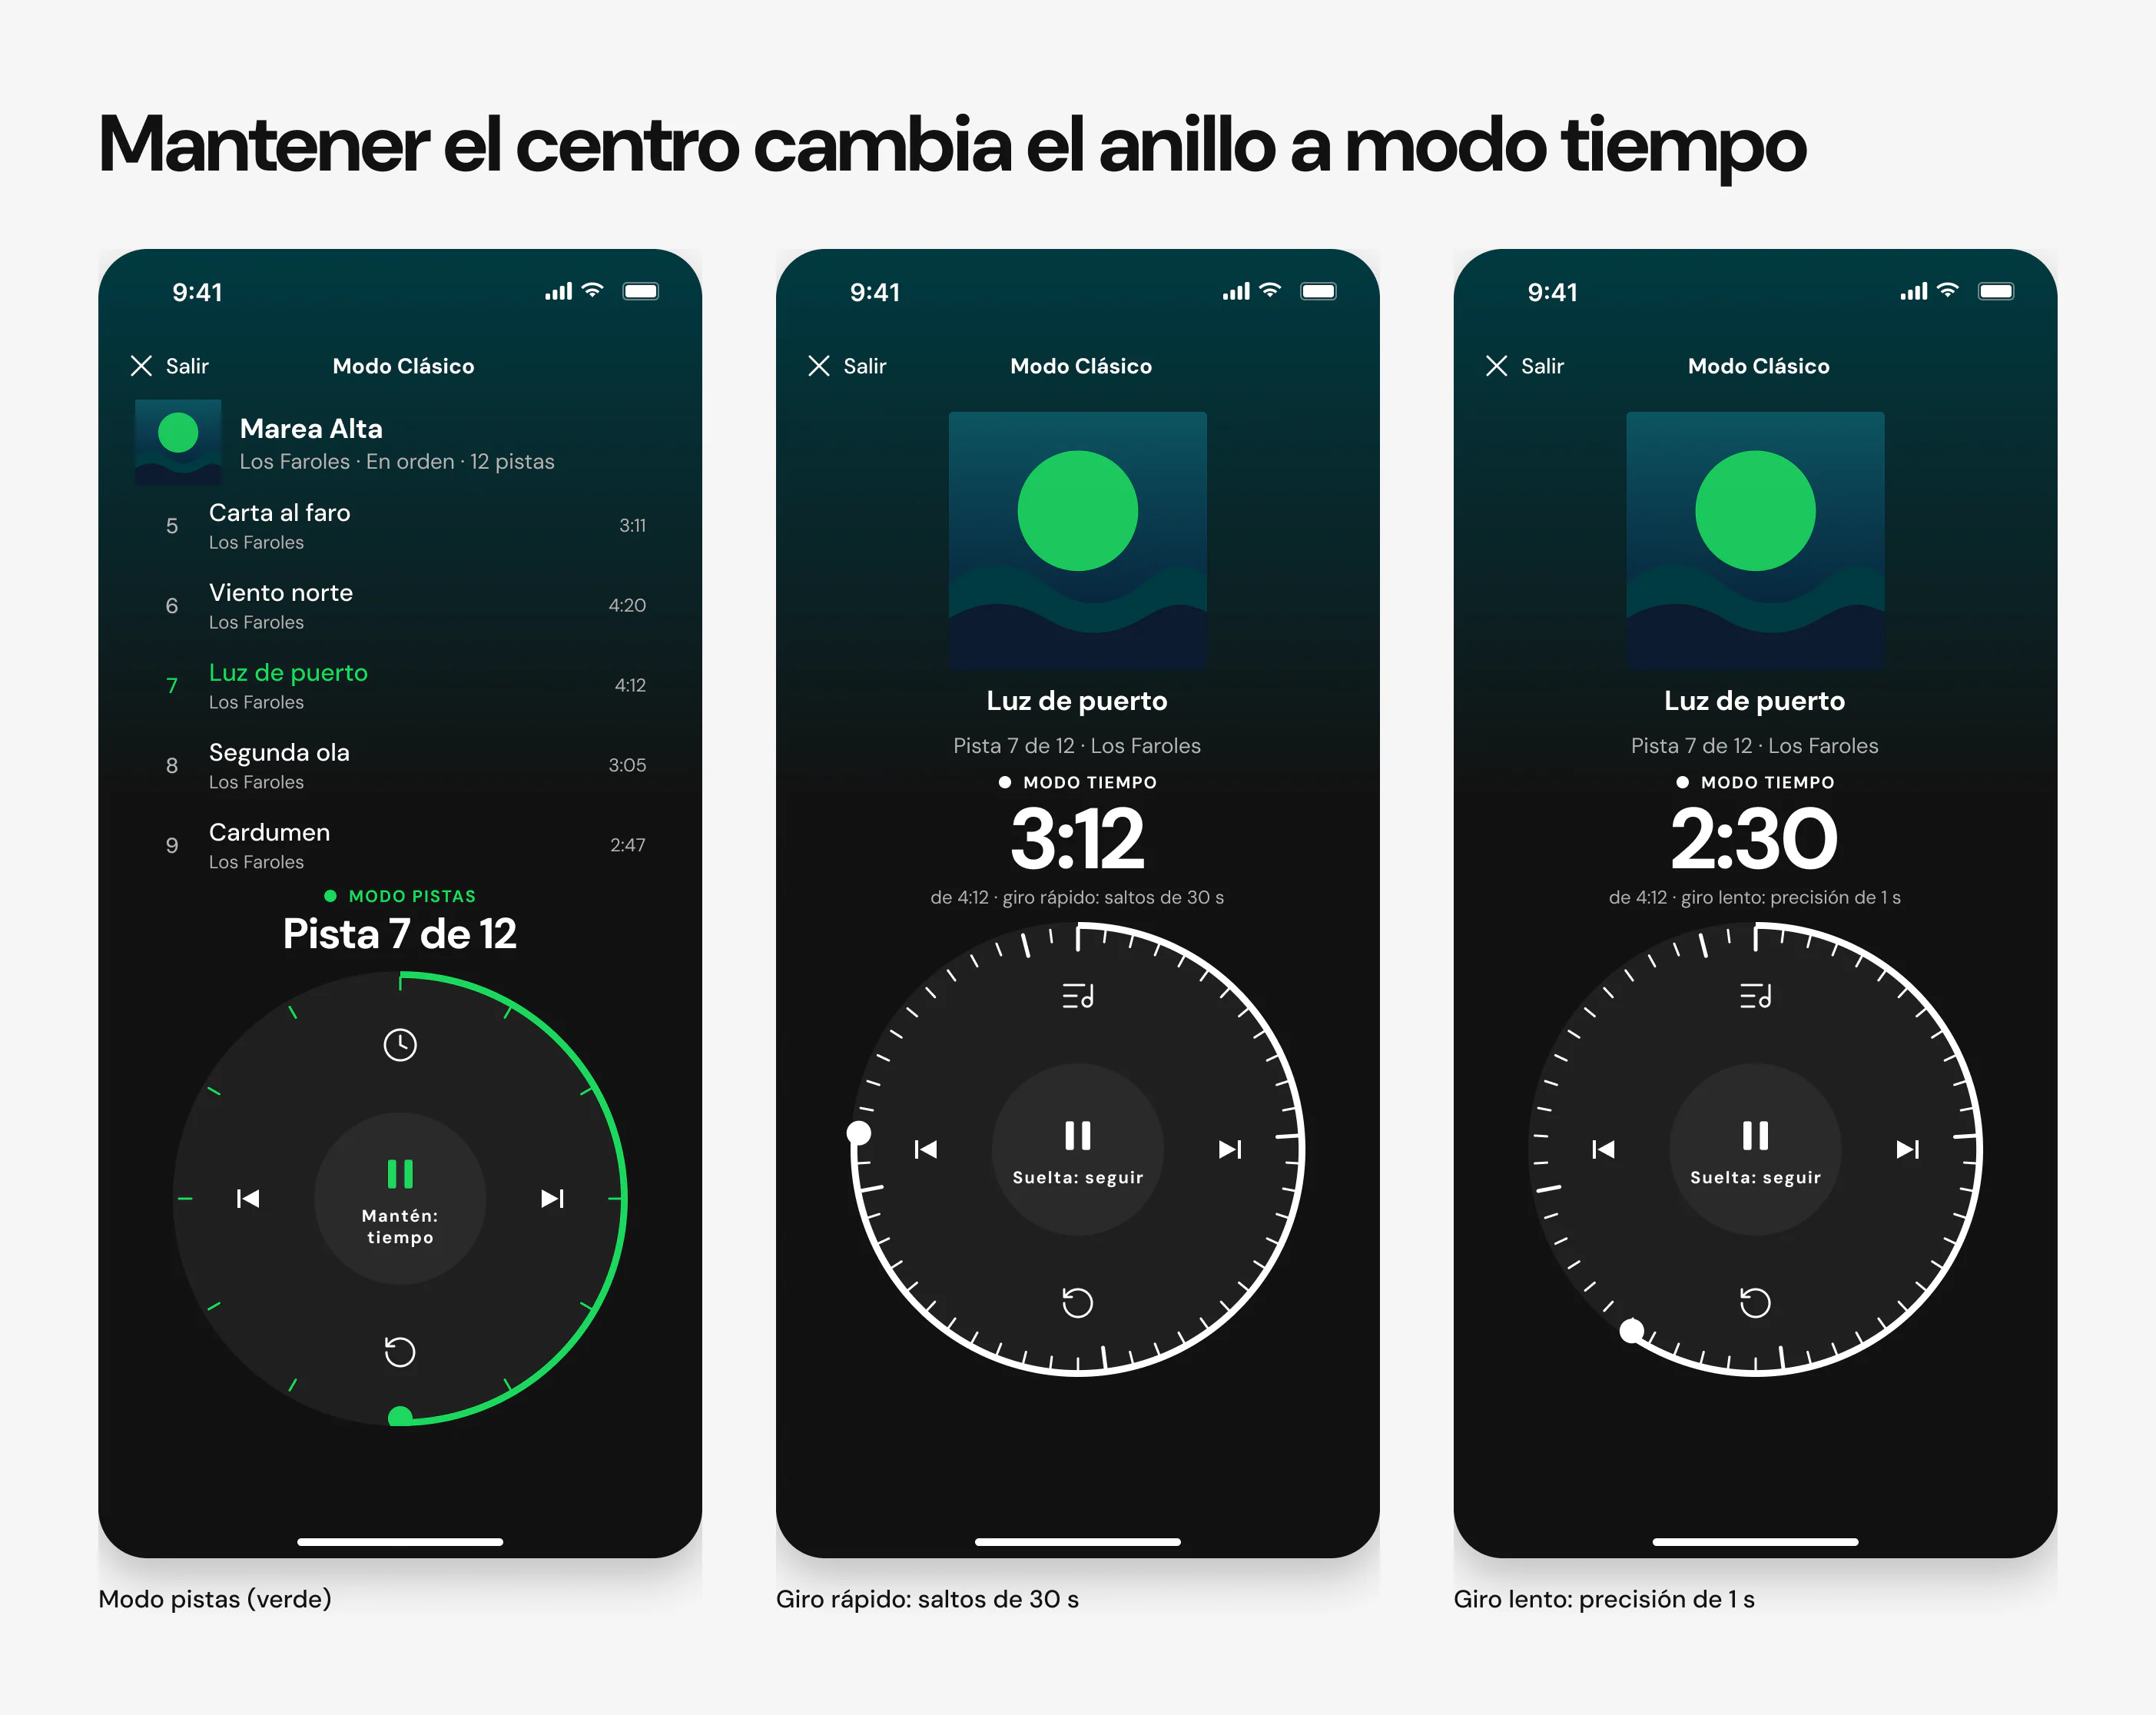 Mantener el centro cambia el anillo a modo tiempo
9:41
Salir
Modo Clásico
Marea Alta
Los Faroles · En orden · 12 pistas
5
Carta al faro
Los Faroles
3:11
6
Viento norte
Los Faroles
4:20
7
Luz de puerto
Los Faroles
4:12
8
Segunda ola
Los Faroles
3:05
9
Cardumen
Los Faroles
2:47
MODO PISTAS
Pista 7 de 12
Mantén:
tiempo
Modo pistas (verde)
9:41
Salir
Modo Clásico
Luz de puerto
Pista 7 de 12 · Los Faroles
MODO TIEMPO
3:12
de 4:12 · giro rápido: saltos de 30 s
Suelta: seguir
Giro rápido: saltos de 30 s
9:41
Salir
Modo Clásico
Luz de puerto
Pista 7 de 12 · Los Faroles
MODO TIEMPO
2:30
de 4:12 · giro lento: precisión de 1 s
Suelta: seguir
Giro lento: precisión de 1 s